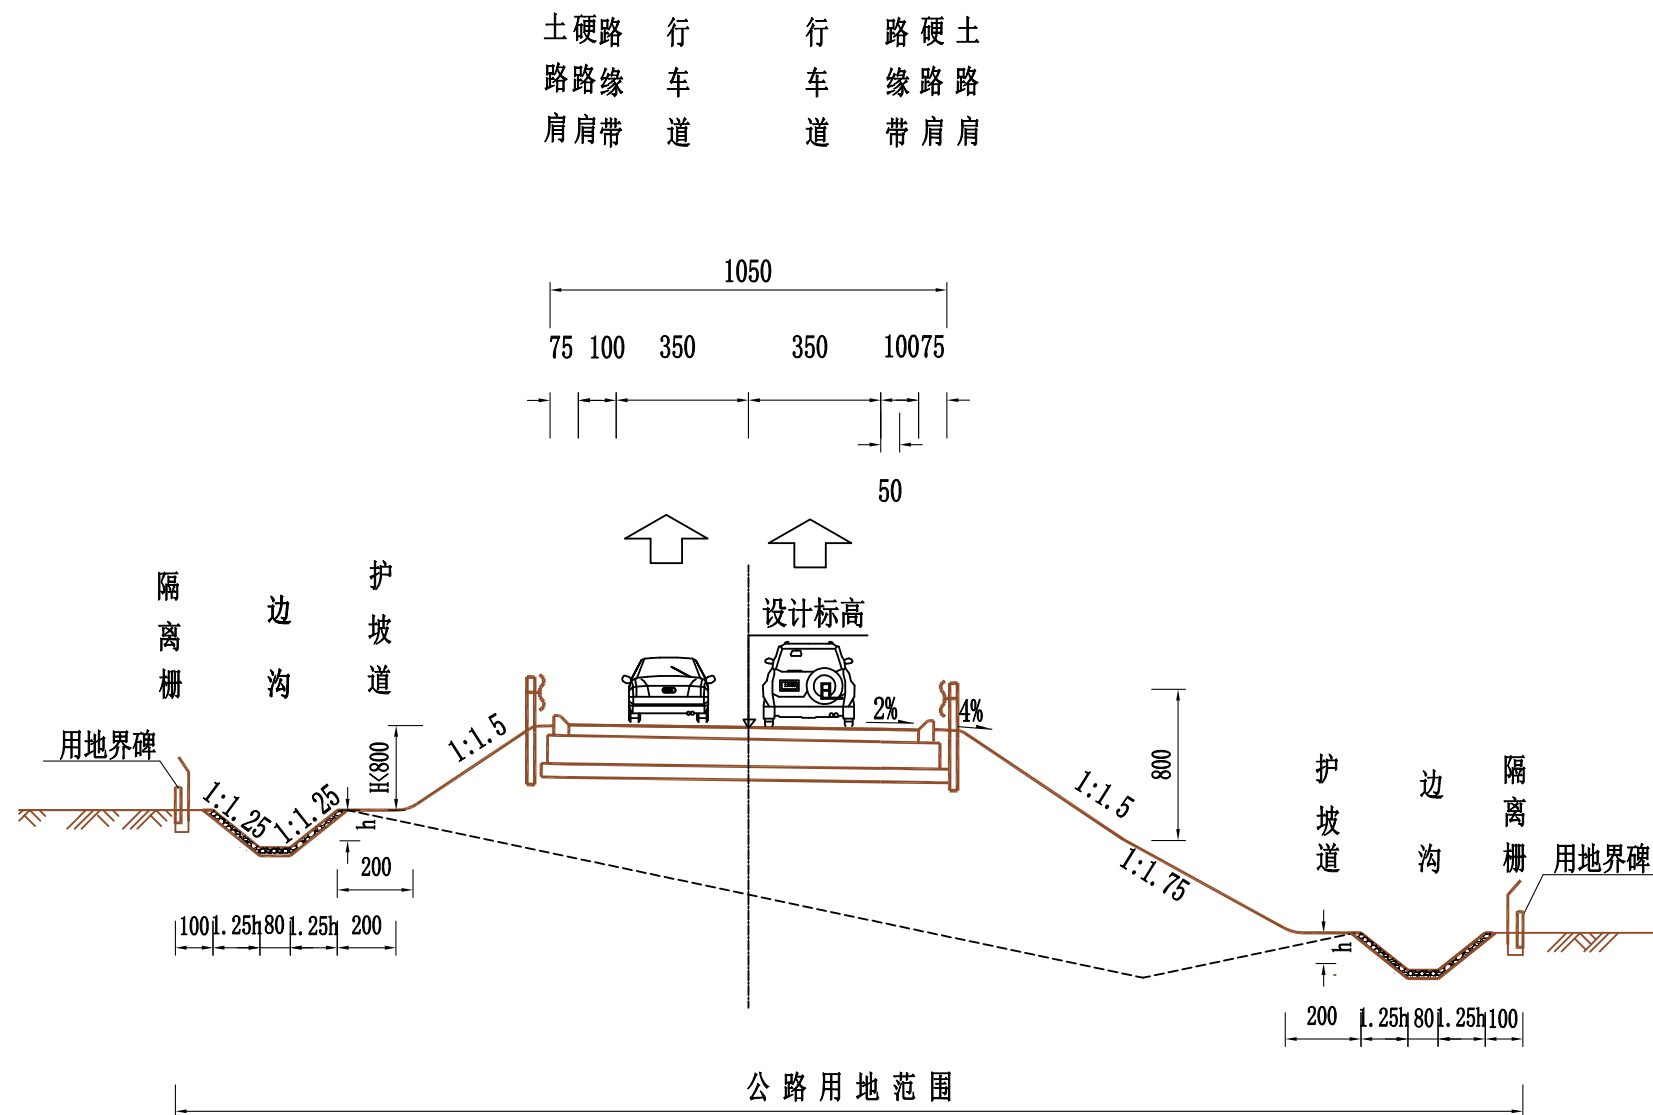 土路肩
硬路肩
路缘带
行车道
行车道
路缘带
硬路肩
土路肩
1050
75 100 350 350 100 75
50
设计标高
隔离栅
边沟
护坡道
2%
4%
1:1.5
H<800
800
用地界碑
1:1.25
1:1.25
h
200
1:1.5
1:1.75
护坡道
边沟
隔离栅
用地界碑
100 1.25h 80 1.25h 200
h
200 1.25h 80 1.25h 100
公路用地范围